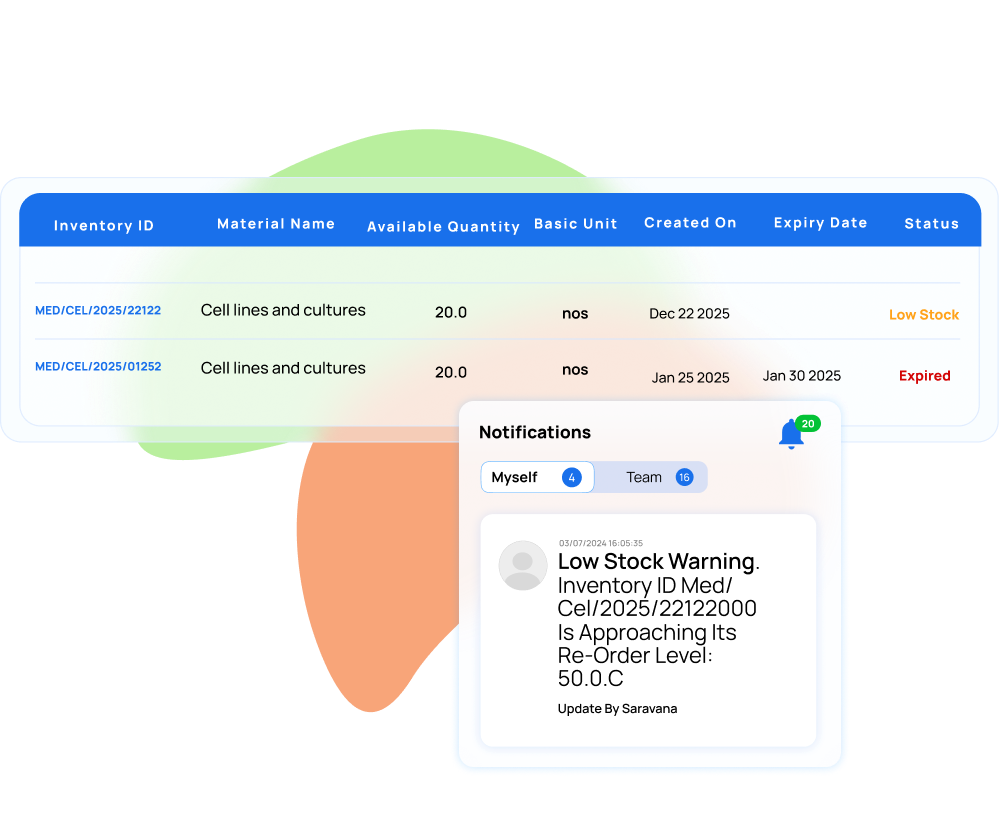 Inventory ID Material Name Available Quantity Basic Unit Created On Expiry Date Status
MED/CEL/2025/22122 Cell lines and cultures 20.0 nos Dec 22 2025 Low Stock
MED/CEL/2025/01252 Cell lines and cultures 20.0 nos Jan 25 2025 Jan 30 2025 Expired
Notifications 20
Myself 4 Team 16
03/07/2024 16:05:35
Low Stock Warning.
Inventory ID Med/
Cel/2025/22122000
Is Approaching Its
Re-Order Level:
50.0.C
Update By Saravana